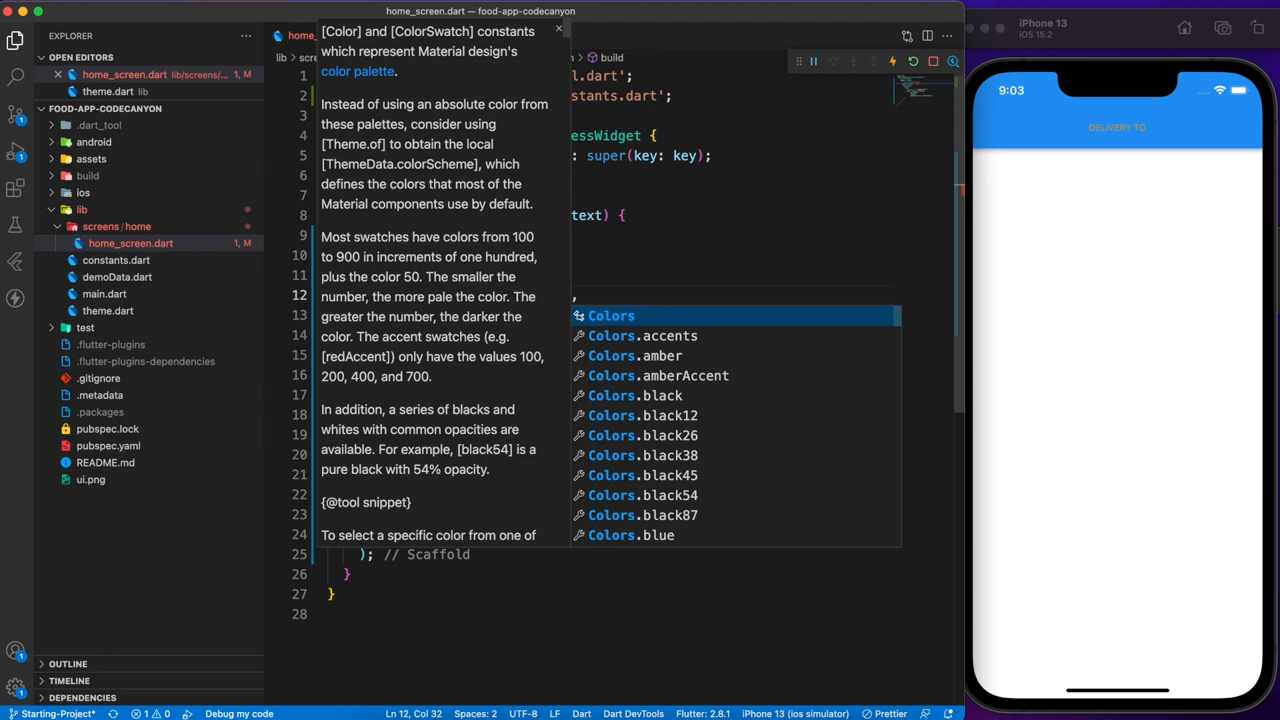 home_screen.dart — food-app-codecanyon
EXPLORER
OPEN EDITORS
home_screen.dart lib/screens/... 1, M
theme.dart lib
FOOD-APP-CODECANYON
.dart_tool
android
assets
build
ios
lib
screens/home
home_screen.dart 1, M
constants.dart
demoData.dart
main.dart
theme.dart
test
.flutter-plugins
.flutter-plugins-dependencies
.gitignore
.metadata
.packages
pubspec.lock
pubspec.yaml
README.md
ui.png
OUTLINE
TIMELINE
DEPENDENCIES
home_
lib > scre
build
[Color] and [ColorSwatch] constants
which represent Material design's
color palette.
Instead of using an absolute color from
these palettes, consider using
[Theme.of] to obtain the local
[ThemeData.colorScheme], which
defines the colors that most of the
Material components use by default.
Most swatches have colors from 100
to 900 in increments of one hundred,
plus the color 50. The smaller the
number, the more pale the color. The
greater the number, the darker the
color. The accent swatches (e.g.
[redAccent]) only have the values 100,
200, 400, and 700.
In addition, a series of blacks and
whites with common opacities are
available. For example, [black54] is a
pure black with 54% opacity.
{@tool snippet}
To select a specific color from one of
1 l.dart';
2 stants.dart';
3
4 essWidget {
5 : super(key: key);
6
7
8 text) {
9
10
11
12 ,
13
14
15
16
17
18
19
20
21
22
23
24
25 ); // Scaffold
26 }
27 }
28
Colors
Colors.accents
Colors.amber
Colors.amberAccent
Colors.black
Colors.black12
Colors.black26
Colors.black38
Colors.black45
Colors.black54
Colors.black87
Colors.blue
iPhone 13
iOS 15.2
9:03
DELIVERY TO
1
1
1
1
Starting-Project* 1 0 Debug my code Ln 12, Col 32 Spaces: 2 UTF-8 LF Dart Dart DevTools Flutter: 2.8.1 iPhone 13 (ios simulator) Prettier